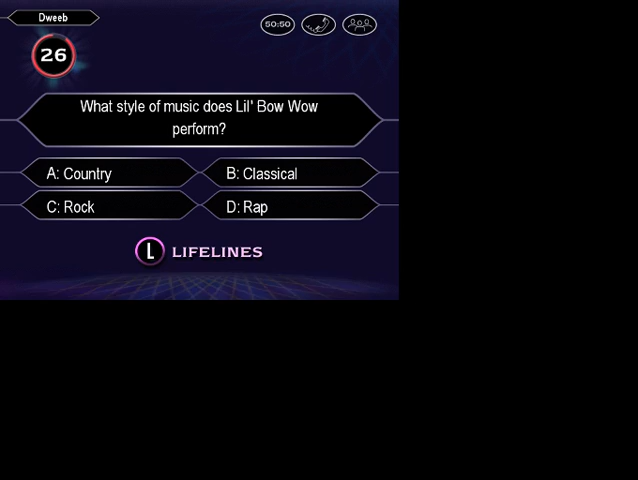 Dweeb
50:50
26
What style of music does Lil' Bow Wow
perform?
A: Country
B: Classical
C: Rock
D: Rap
L LIFELINES